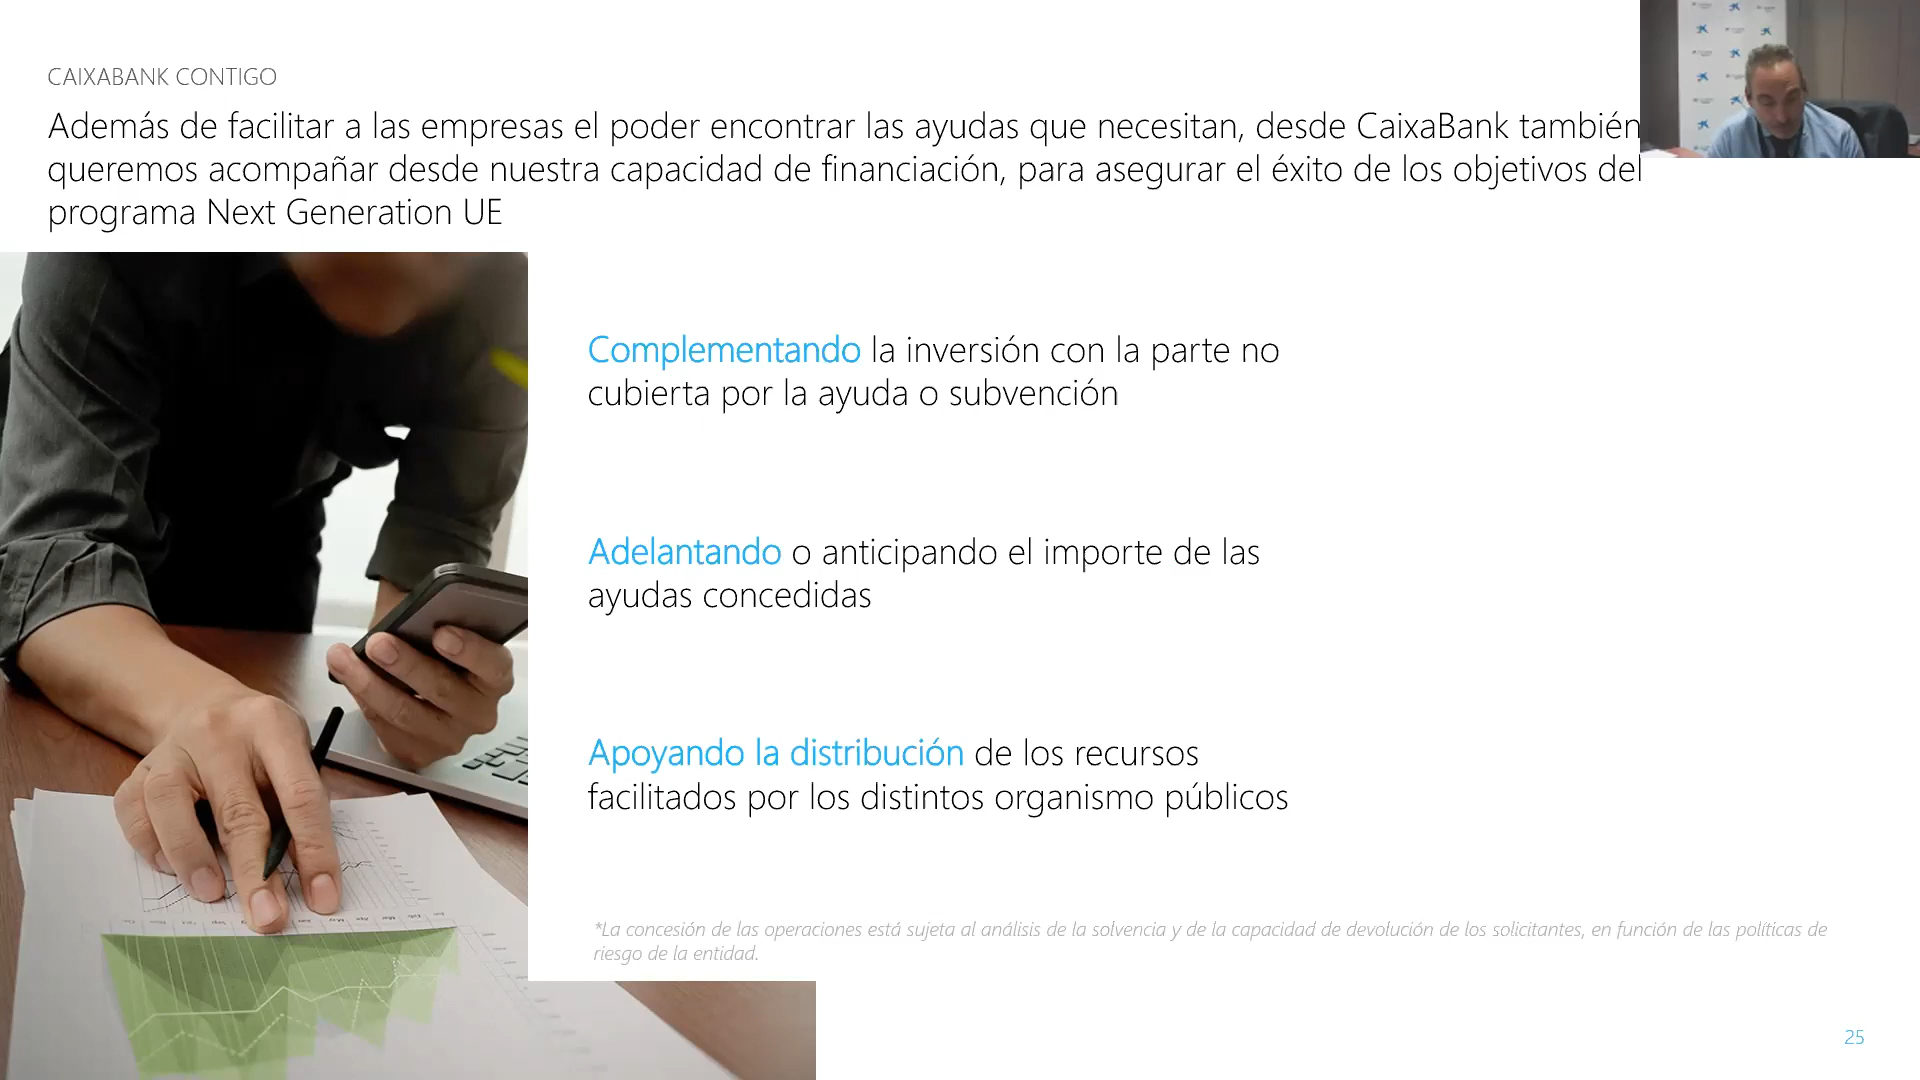 CAIXABANK CONTIGO
Además de facilitar a las empresas el poder encontrar las ayudas que necesitan, desde CaixaBank también
queremos acompañar desde nuestra capacidad de financiación, para asegurar el éxito de los objetivos del
programa Next Generation UE
Complementando la inversión con la parte no
cubierta por la ayuda o subvención
Adelantando o anticipando el importe de las
ayudas concedidas
Apoyando la distribución de los recursos
facilitados por los distintos organismo públicos
*La concesión de las operaciones está sujeta al análisis de la solvencia y de la capacidad de devolución de los solicitantes, en función de las políticas de
riesgo de la entidad.
25